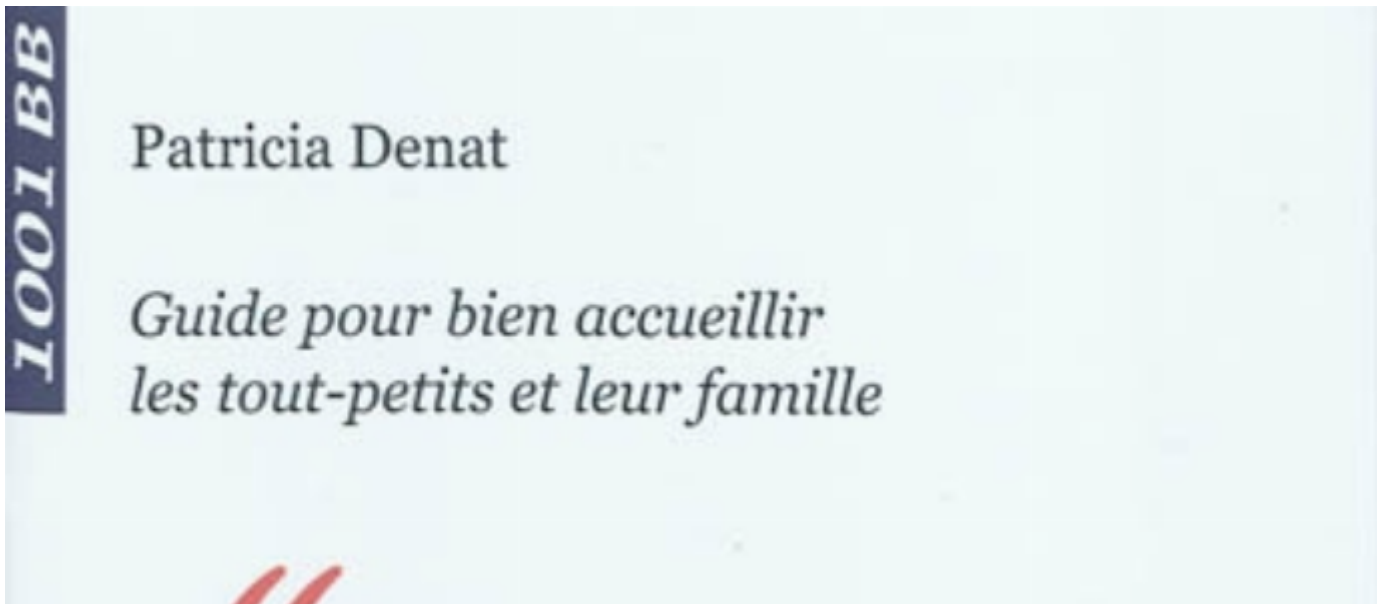 1001 BB
Patricia Denat
Guide pour bien accueillir
les tout-petits et leur famille